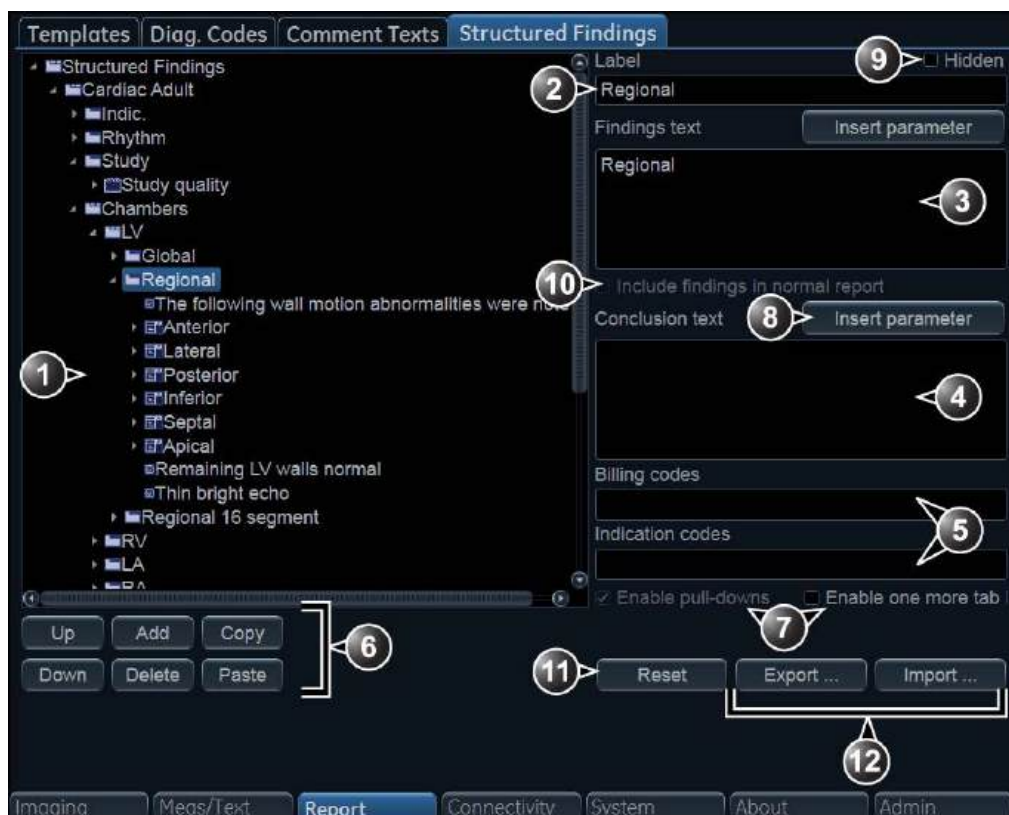 Templates Diag. Codes Comment Texts Structured Findings
Structured Findings
Cardiac Adult
Indic.
Rhythm
Study
Study quality
Chambers
LV
Global
Regional
The following wall motion abnormalities were note
Anterior
Lateral
Posterior
Inferior
Septal
Apical
Remaining LV walls normal
Thin bright echo
Regional 16 segment
RV
LA
RA
1
Label
9
Hidden
2
Regional
Findings text
Insert parameter
Regional
3
10
Include findings in normal report
Conclusion text
8
Insert parameter
4
Billing codes
5
Indication codes
Enable pull-downs
Enable one more tab
7
Up Add Copy
Down Delete Paste
6
11
Reset Export ... Import ...
12
Imaging Meas/Text Report Connectivity System About Admin